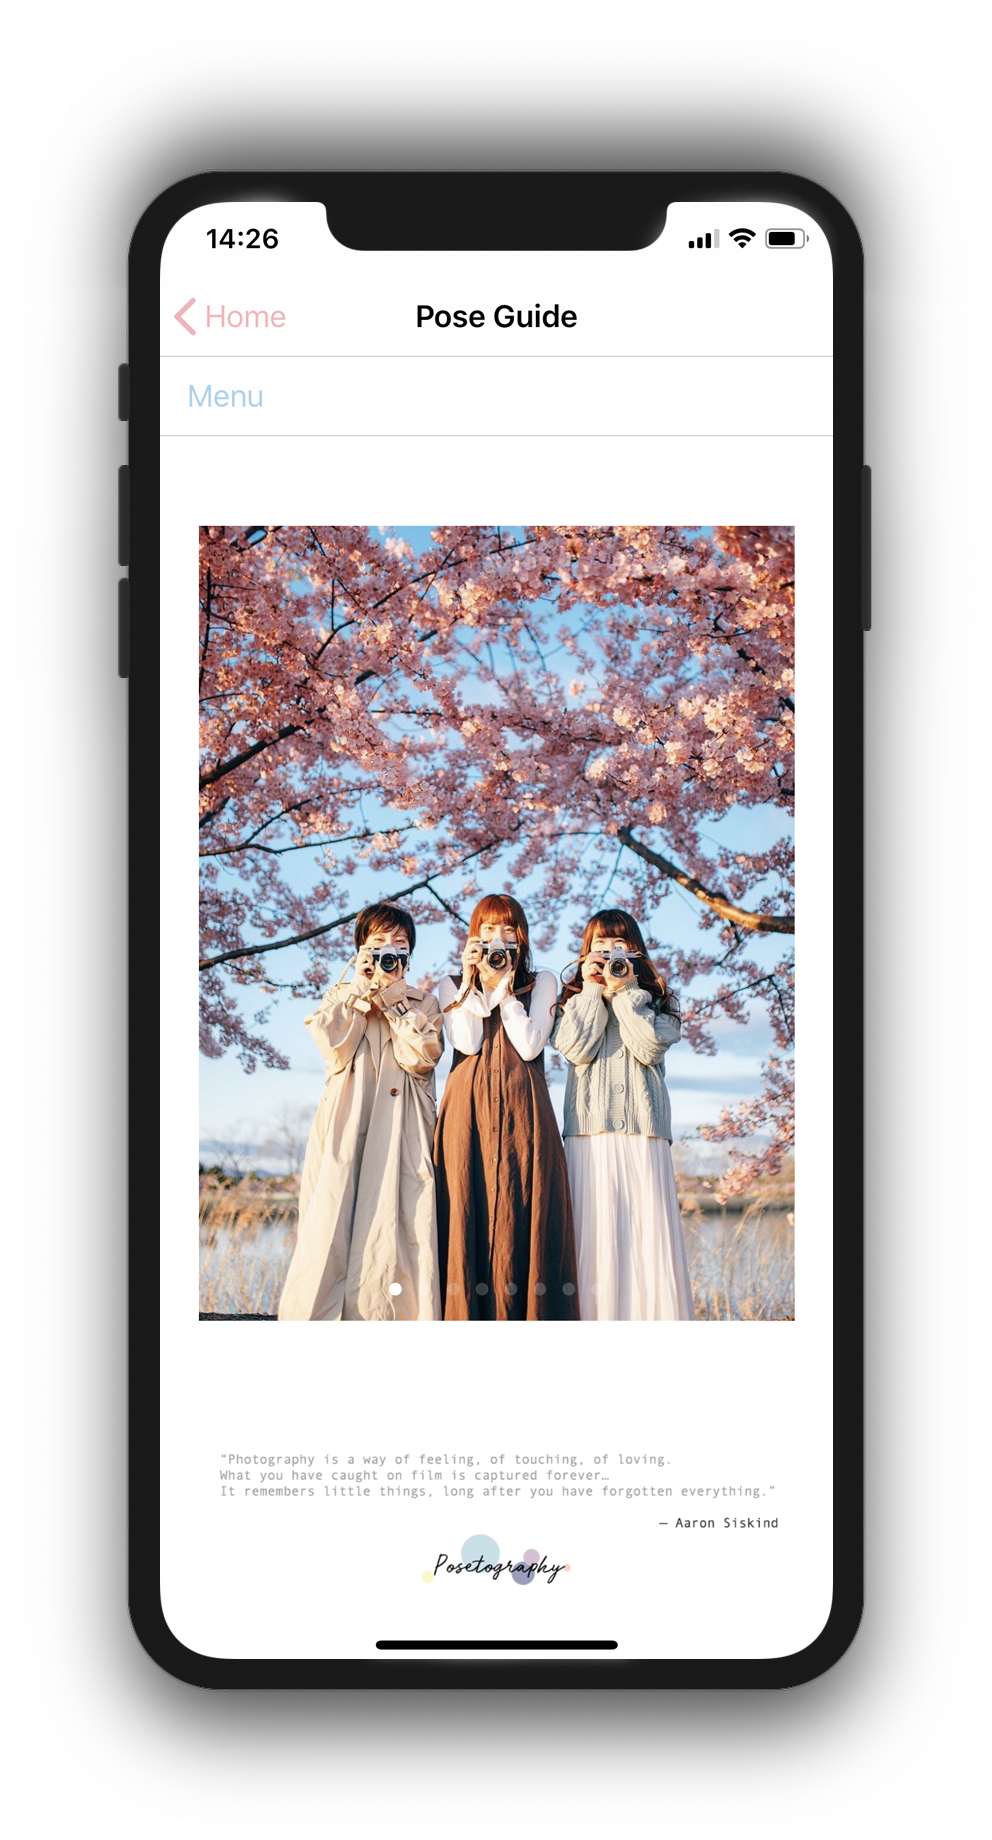 14:26
Home
Pose Guide
Menu
“Photography is a way of feeling, of touching, of loving.
What you have caught on film is captured forever…
It remembers little things, long after you have forgotten everything.”
— Aaron Siskind
Posetography